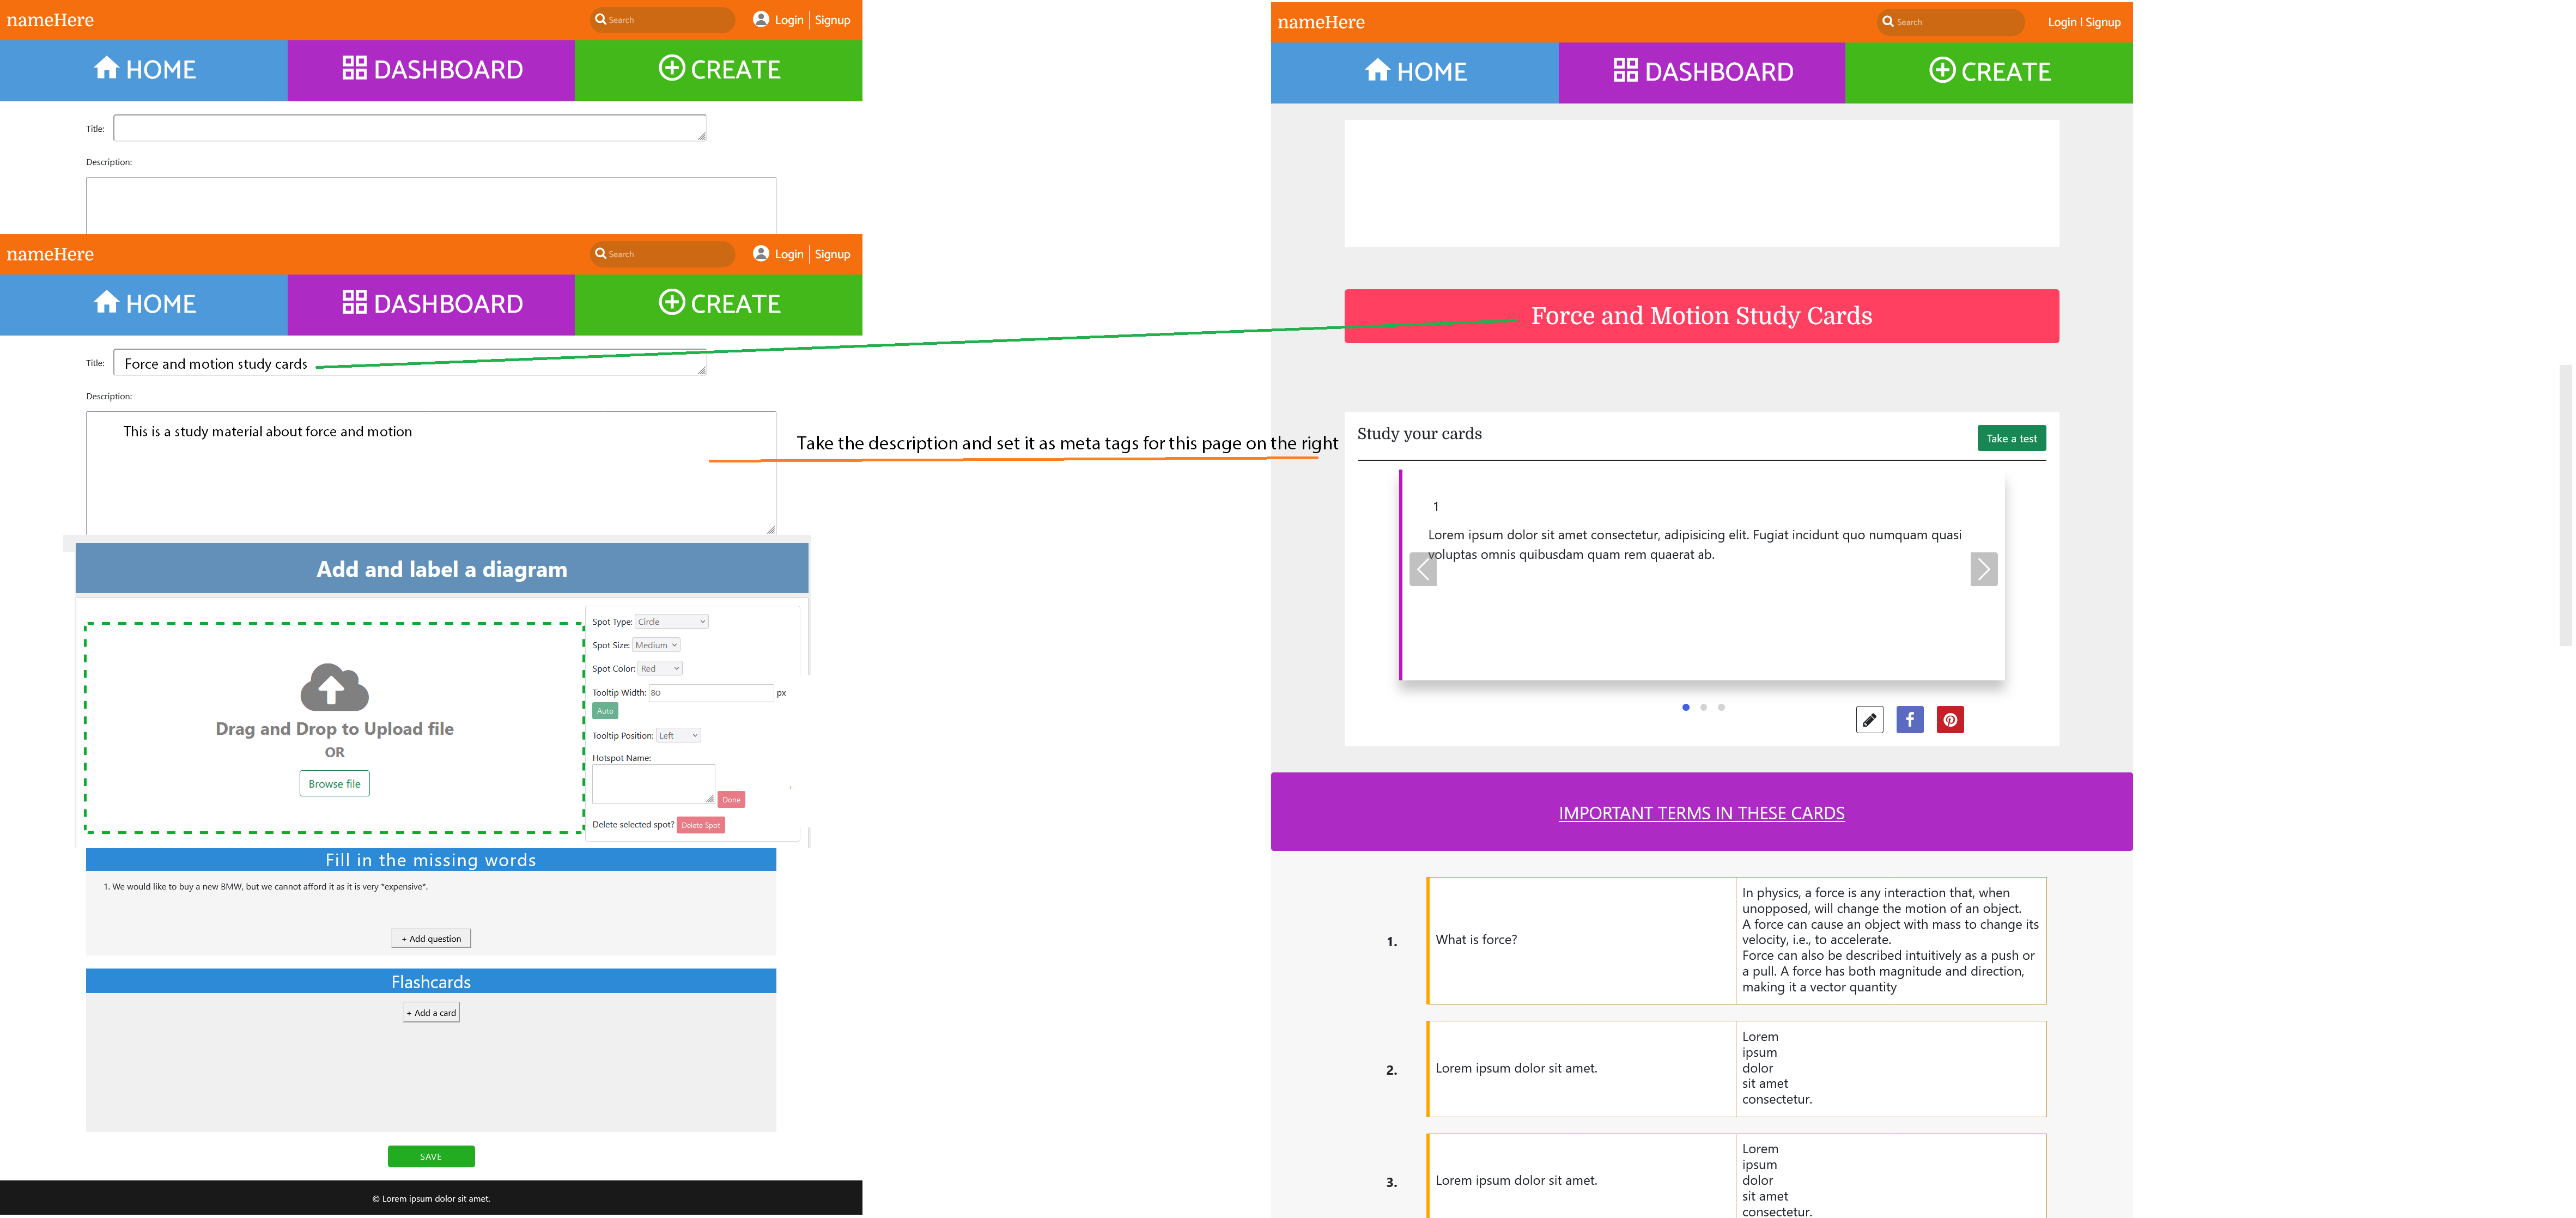 nameHere
Search
Login | Signup
HOME
DASHBOARD
CREATE
Title:
Description:
nameHere
Search
Login | Signup
HOME
DASHBOARD
CREATE
Title: Force and motion study cards
Description:
This is a study material about force and motion
Add and label a diagram
Drag and Drop to Upload file
OR
Browse file
Spot Type: Circle
Spot Size: Medium
Spot Color: Red
Tooltip Width: 80 px
Auto
Tooltip Position: Left
Hotspot Name:
Done
Delete selected spot? Delete Spot
Fill in the missing words
1. We would like to buy a new BMW, but we cannot afford it as it is very *expensive*.
+ Add question
Flashcards
+ Add a card
SAVE
© Lorem ipsum dolor sit amet.
Take the description and set it as meta tags for this page on the right
nameHere
Search
Login | Signup
HOME
DASHBOARD
CREATE
Force and Motion Study Cards
Study your cards
Take a test
1
Lorem ipsum dolor sit amet consectetur, adipisicing elit. Fugiat incidunt quo numquam quasi
voluptas omnis quibusdam quam rem quaerat ab.
IMPORTANT TERMS IN THESE CARDS
1.
What is force?
In physics, a force is any interaction that, when
unopposed, will change the motion of an object.
A force can cause an object with mass to change its
velocity, i.e., to accelerate.
Force can also be described intuitively as a push or
a pull. A force has both magnitude and direction,
making it a vector quantity
2.
Lorem ipsum dolor sit amet.
Lorem
ipsum
dolor
sit amet
consectetur.
3.
Lorem ipsum dolor sit amet.
Lorem
ipsum
dolor
sit amet
consectetur.